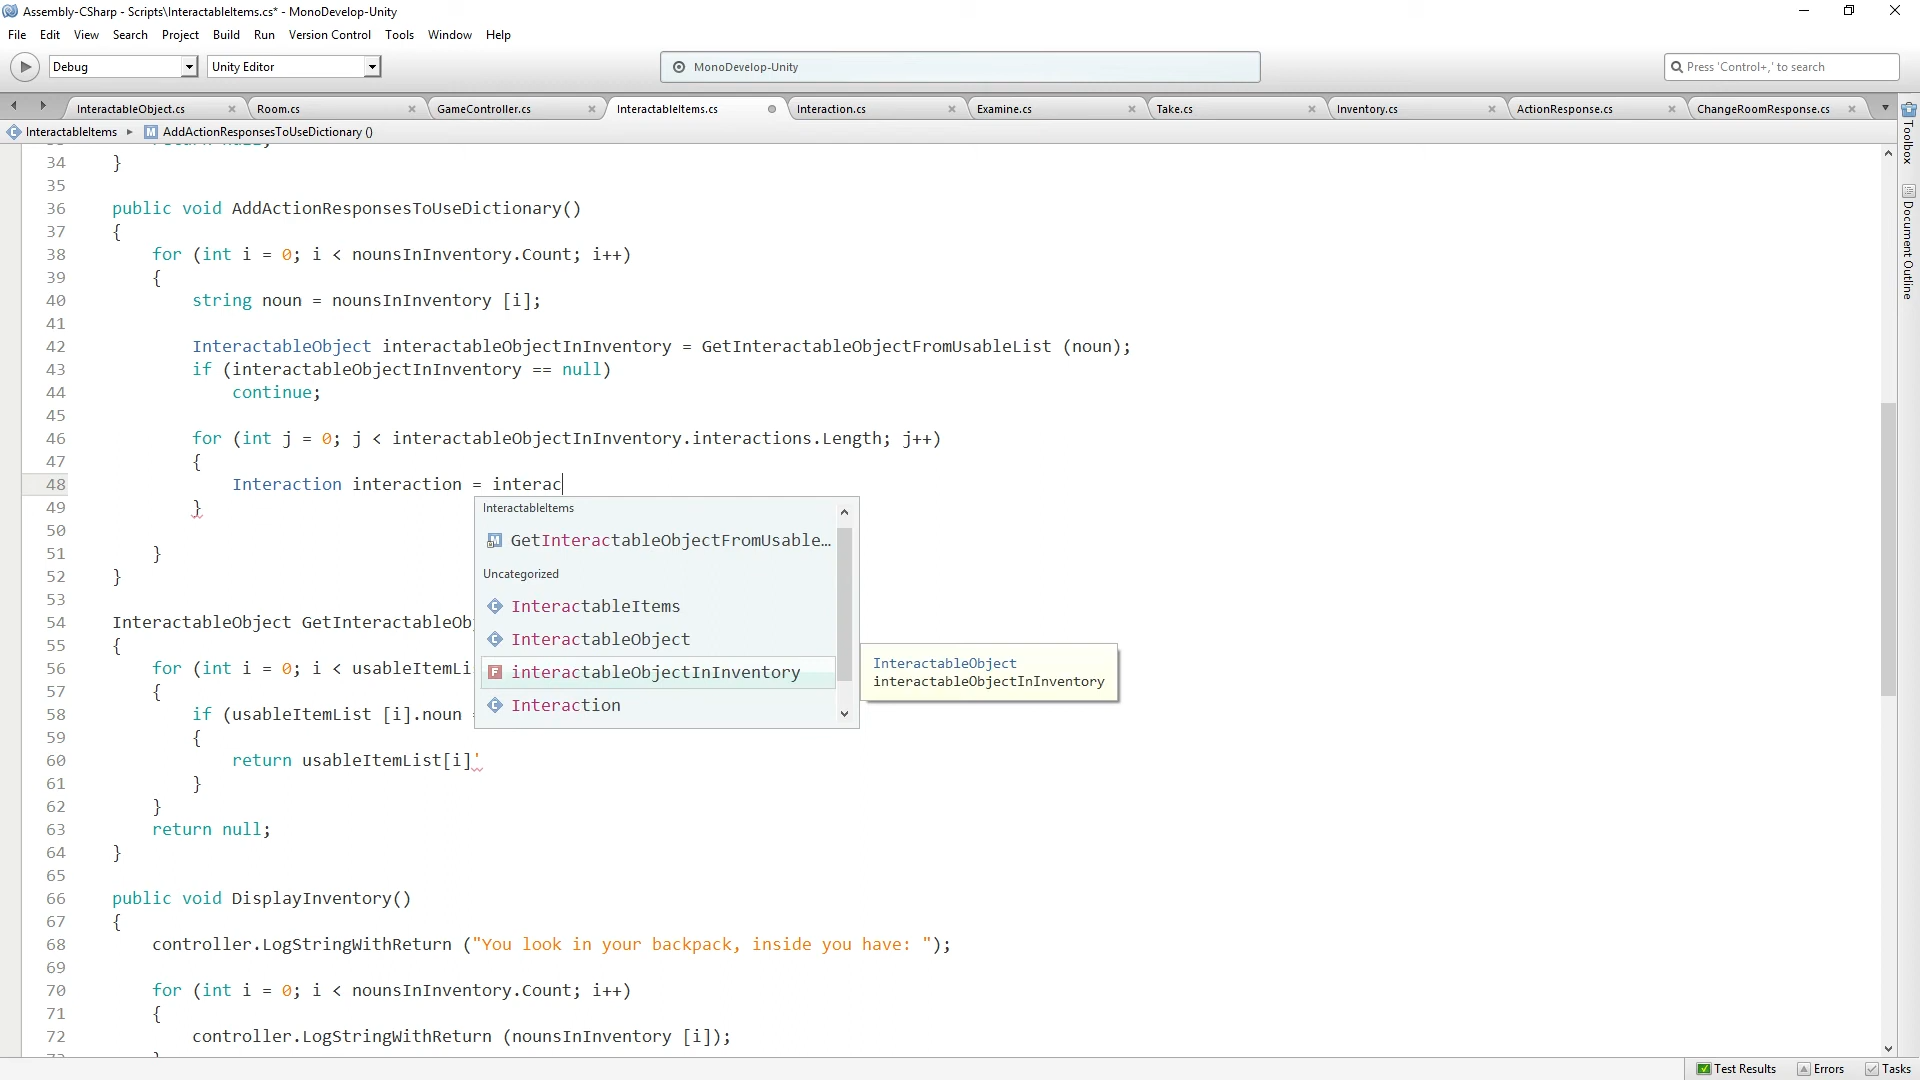 Assembly-CSharp - Scripts\InteractableItems.cs* - MonoDevelop-Unity
File Edit View Search Project Build Run Version Control Tools Window Help
Debug Unity Editor MonoDevelop-Unity Press 'Control+,' to search
InteractableObject.cs Room.cs GameController.cs InteractableItems.cs Interaction.cs Examine.cs Take.cs Inventory.cs ActionResponse.cs ChangeRoomResponse.cs
InteractableItems AddActionResponsesToUseDictionary ()
Toolbox
Document Outline
34 }
35
36 public void AddActionResponsesToUseDictionary()
37 {
38 for (int i = 0; i < nounsInInventory.Count; i++)
39 {
40 string noun = nounsInInventory [i];
41
42 InteractableObject interactableObjectInInventory = GetInteractableObjectFromUsableList (noun);
43 if (interactableObjectInInventory == null)
44 continue;
45
46 for (int j = 0; j < interactableObjectInInventory.interactions.Length; j++)
47 {
48 Interaction interaction = interac
49 }
50
51 }
52 }
53
54 InteractableObject GetInteractableOb
55 {
56 for (int i = 0; i < usableItemLi
57 {
58 if (usableItemList [i].noun =
59 {
60 return usableItemList[i]'
61 }
62 }
63 return null;
64 }
65
66 public void DisplayInventory()
67 {
68 controller.LogStringWithReturn ("You look in your backpack, inside you have: ");
69
70 for (int i = 0; i < nounsInInventory.Count; i++)
71 {
72 controller.LogStringWithReturn (nounsInInventory [i]);
InteractableItems
GetInteractableObjectFromUsable...
Uncategorized
InteractableItems
InteractableObject
interactableObjectInInventory
Interaction
InteractableObject
interactableObjectInInventory
Test Results Errors Tasks